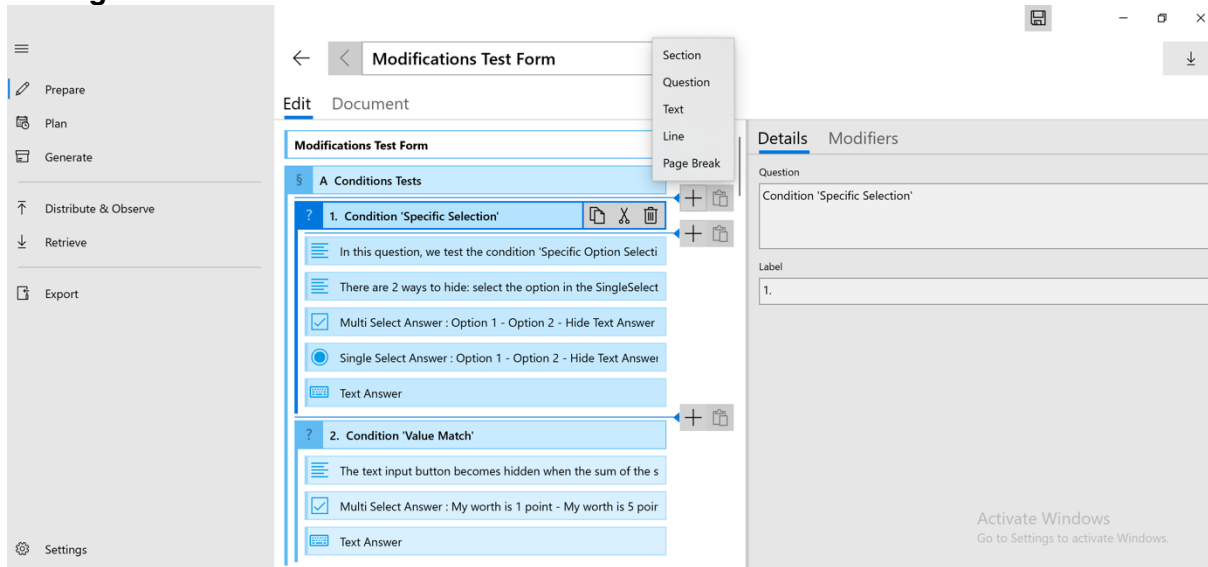 Modifications Test Form
Section
Question
Text
Line
Page Break
Prepare
Plan
Generate
Distribute & Observe
Retrieve
Export
Settings
Edit Document
Modifications Test Form
§ A Conditions Tests
? 1. Condition 'Specific Selection'
In this question, we test the condition 'Specific Option Selecti
There are 2 ways to hide: select the option in the SingleSelect
Multi Select Answer : Option 1 - Option 2 - Hide Text Answer
Single Select Answer : Option 1 - Option 2 - Hide Text Answer
Text Answer
? 2. Condition 'Value Match'
The text input button becomes hidden when the sum of the s
Multi Select Answer : My worth is 1 point - My worth is 5 poir
Text Answer
Details Modifiers
Question
Condition 'Specific Selection'
Label
1.
Activate Windows
Go to Settings to activate Windows.